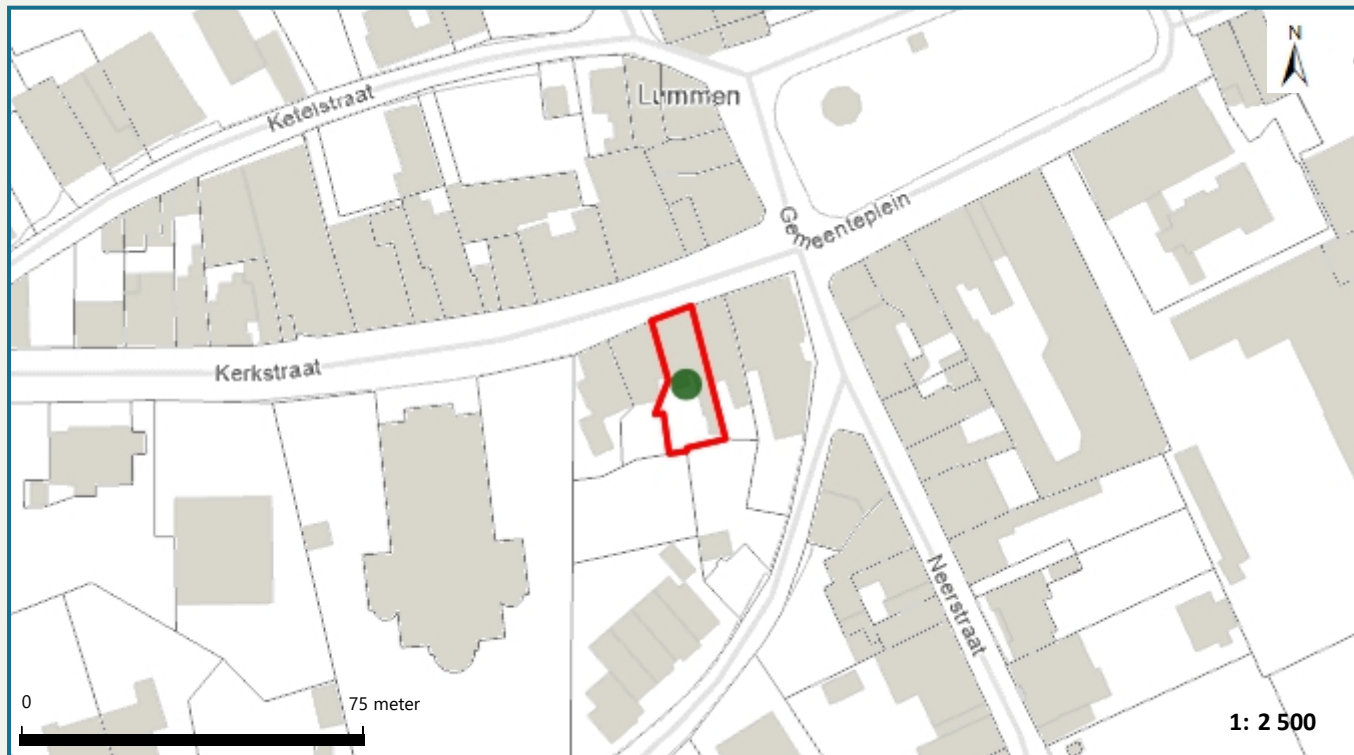 N
Ketelstraat
Lummen
Gemeenteplein
Kerkstraat
Neerstraat
0
75 meter
1: 2 500